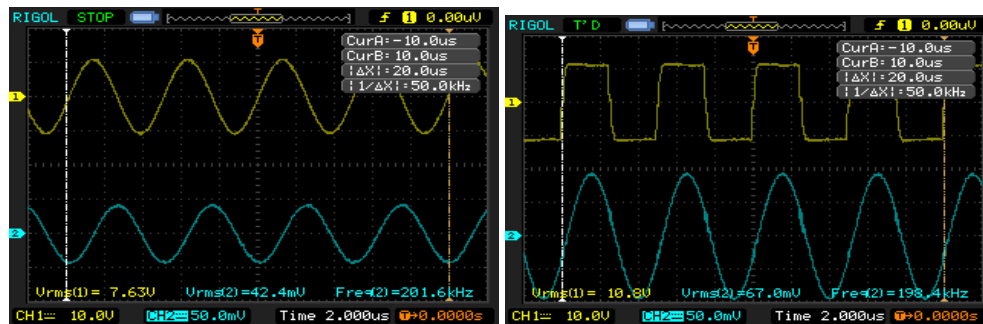 RIGOL STOP T f 1 0.00uV
T
CurA=-10.0us
CurB= 10.0us
|ΔX|= 20.0us
|1/ΔX|= 50.0kHz
1
2
Vrms(1)= 7.63V Vrms(2)=42.4mV Freq(2)=201.6kHz
CH1= 10.0V CH2= 50.0mV Time 2.000us T→0.0000s
RIGOL T'D T f 1 0.00uV
T
CurA=-10.0us
CurB= 10.0us
|ΔX|= 20.0us
|1/ΔX|= 50.0kHz
1
2
Vrms(1)= 10.8V Vrms(2)=67.0mV Freq(2)=198.4kHz
CH1= 10.0V CH2= 50.0mV Time 2.000us T→0.0000s